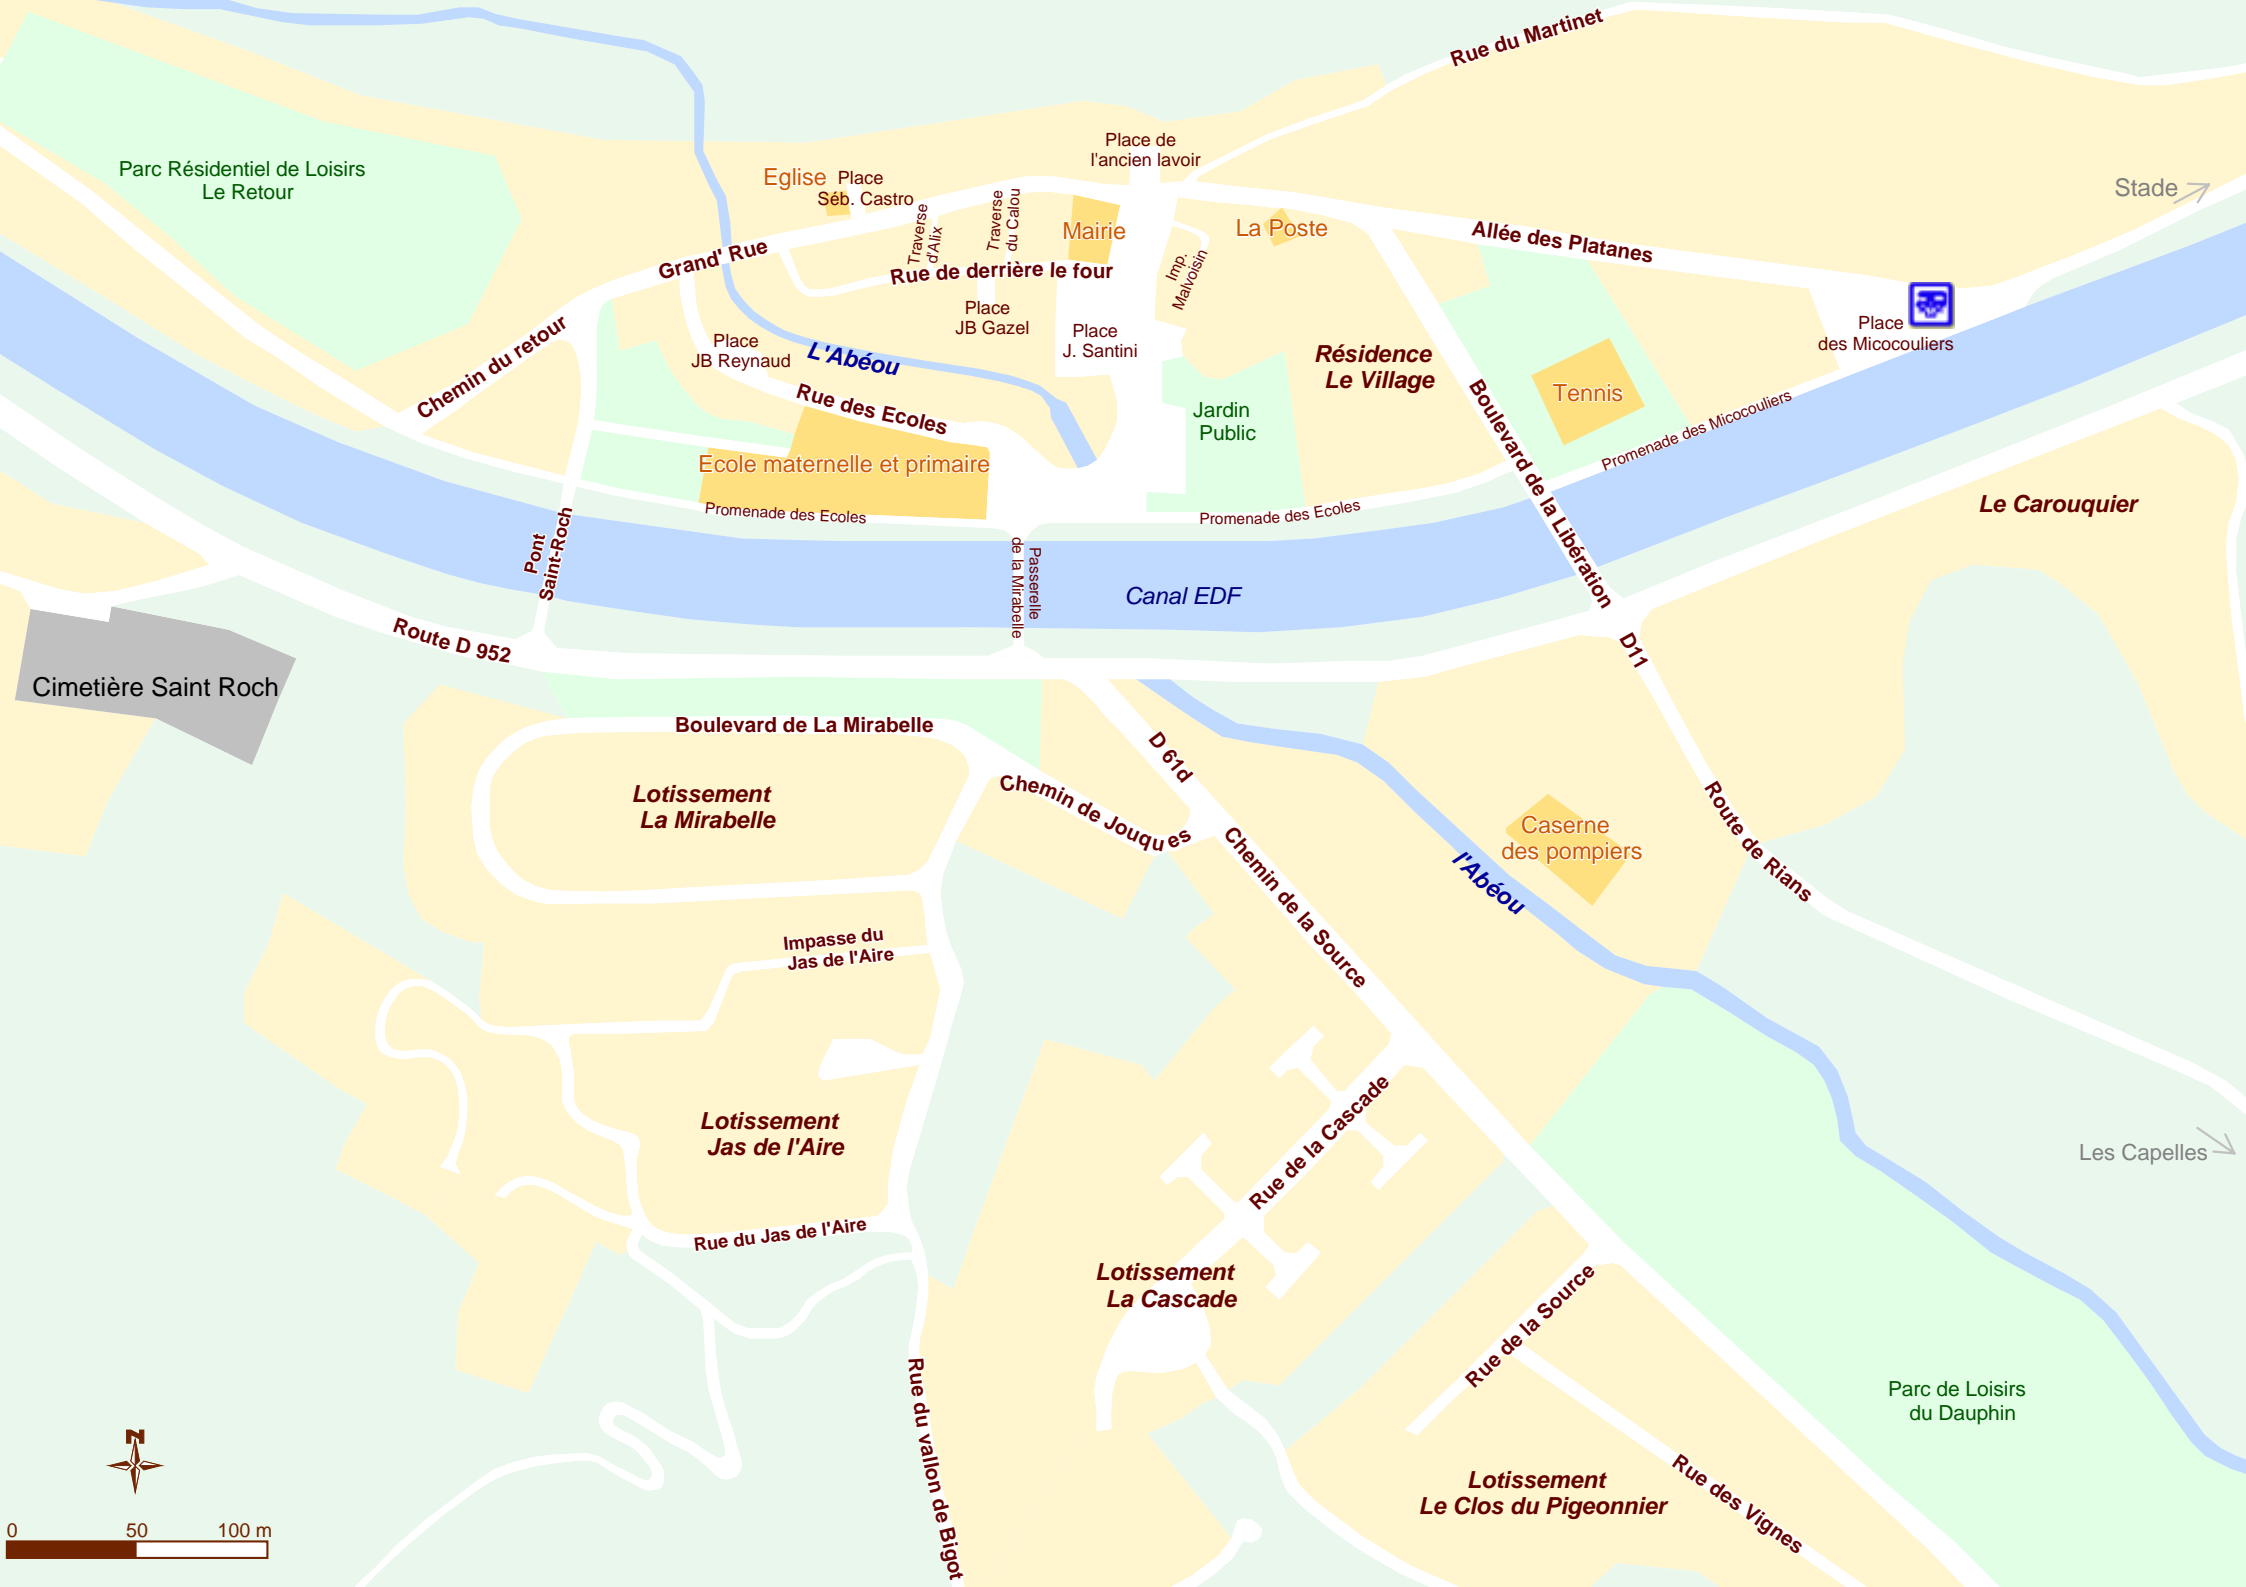 Rue du Martinet
Place de
l'ancien lavoir
Parc Résidentiel de Loisirs
Le Retour
Eglise
Place
Séb. Castro
Stade
Traverse
d'Alix
Traverse
du Calou
Mairie
La Poste
Allée des Platanes
Grand' Rue
Rue de derrière le four
Imp.
Malvoisin
Place
JB Gazel
Place
J. Santini
Place
des Micocouliers
Chemin du retour
Place
JB Reynaud
L'Abéou
Résidence
Le Village
Tennis
Rue des Ecoles
Jardin
Public
Boulevard de la Libération
Promenade des Micocouliers
Ecole maternelle et primaire
Promenade des Ecoles
Promenade des Ecoles
Le Carouquier
Pont
Saint-Roch
Passerelle
de la Mirabelle
Canal EDF
Route D 952
D11
Cimetière Saint Roch
Boulevard de La Mirabelle
D 61d
Lotissement
La Mirabelle
Chemin de Jouques
Chemin de la Source
Caserne
des pompiers
l'Abéou
Route de Rians
Impasse du
Jas de l'Aire
Lotissement
Jas de l'Aire
Rue de la Cascade
Les Capelles
Rue du Jas de l'Aire
Lotissement
La Cascade
Rue de la Source
Rue du vallon de Bigot
Parc de Loisirs
du Dauphin
N
Lotissement
Le Clos du Pigeonnier
Rue des Vignes
0 50 100 m